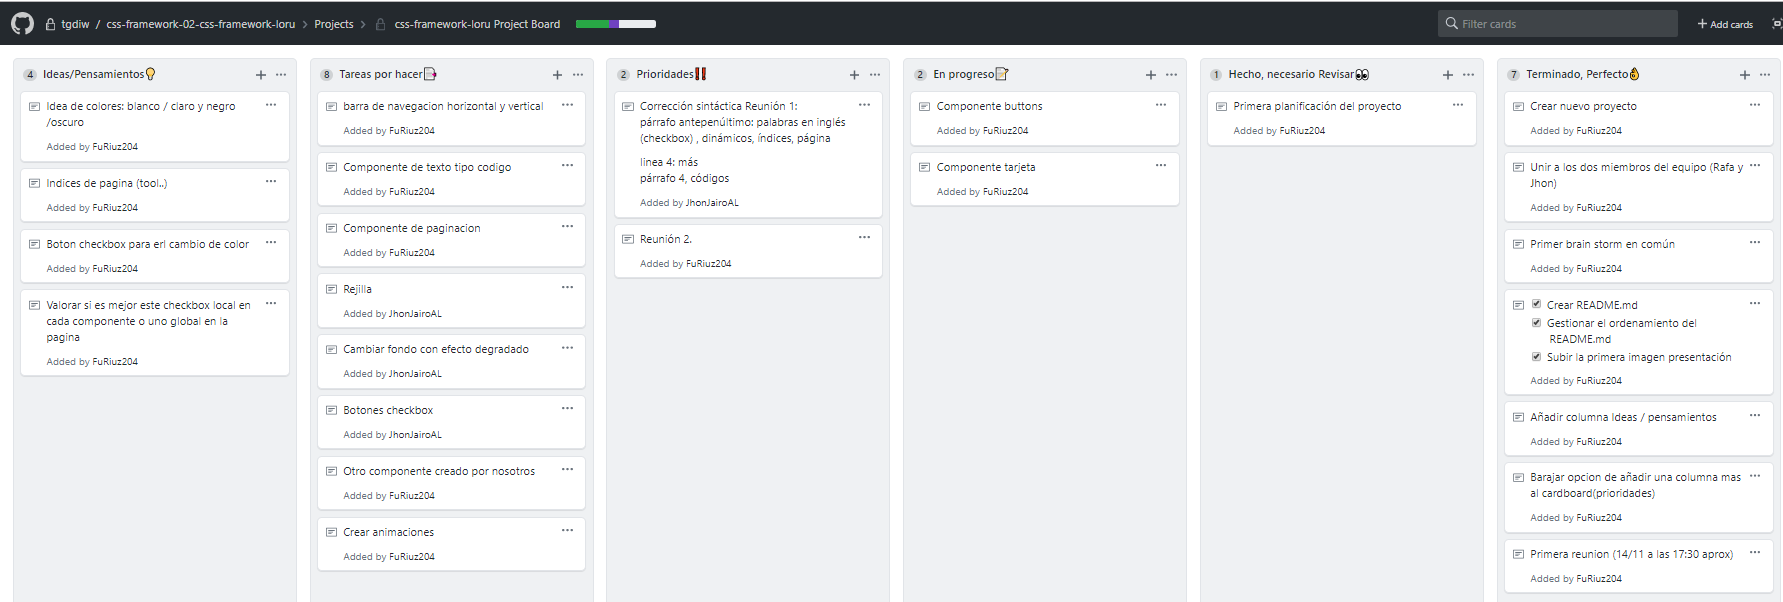 tgdiw / css-framework-02-css-framework-loru > Projects > css-framework-loru Project Board
Filter cards
+ Add cards
4 Ideas/Pensamientos
Idea de colores: blanco / claro y negro
/oscuro
Added by FuRiuz204
Indices de pagina (tool..)
Added by FuRiuz204
Boton checkbox para erl cambio de color
Added by FuRiuz204
Valorar si es mejor este checkbox local en
cada componente o uno global en la
pagina
Added by FuRiuz204
8 Tareas por hacer
barra de navegacion horizontal y vertical
Added by FuRiuz204
Componente de texto tipo codigo
Added by FuRiuz204
Componente de paginacion
Added by FuRiuz204
Rejilla
Added by JhonJairoAL
Cambiar fondo con efecto degradado
Added by JhonJairoAL
Botones checkbox
Added by JhonJairoAL
Otro componente creado por nosotros
Added by FuRiuz204
Crear animaciones
Added by FuRiuz204
2 Prioridades
Corrección sintáctica Reunión 1:
párrafo antepenúltimo: palabras en inglés
(checkbox) , dinámicos, índices, página
linea 4: más
párrafo 4, códigos
Added by JhonJairoAL
Reunión 2.
Added by FuRiuz204
2 En progreso
Componente buttons
Added by FuRiuz204
Componente tarjeta
Added by FuRiuz204
1 Hecho, necesario Revisar
Primera planificación del proyecto
Added by FuRiuz204
7 Terminado, Perfecto
Crear nuevo proyecto
Added by FuRiuz204
Unir a los dos miembros del equipo (Rafa y
Jhon)
Added by FuRiuz204
Primer brain storm en común
Added by FuRiuz204
Crear README.md
Gestionar el ordenamiento del
README.md
Subir la primera imagen presentación
Added by FuRiuz204
Añadir columna Ideas / pensamientos
Added by FuRiuz204
Barajar opcion de añadir una columna mas
al cardboard(prioridades)
Added by FuRiuz204
Primera reunion (14/11 a las 17:30 aprox)
Added by FuRiuz204